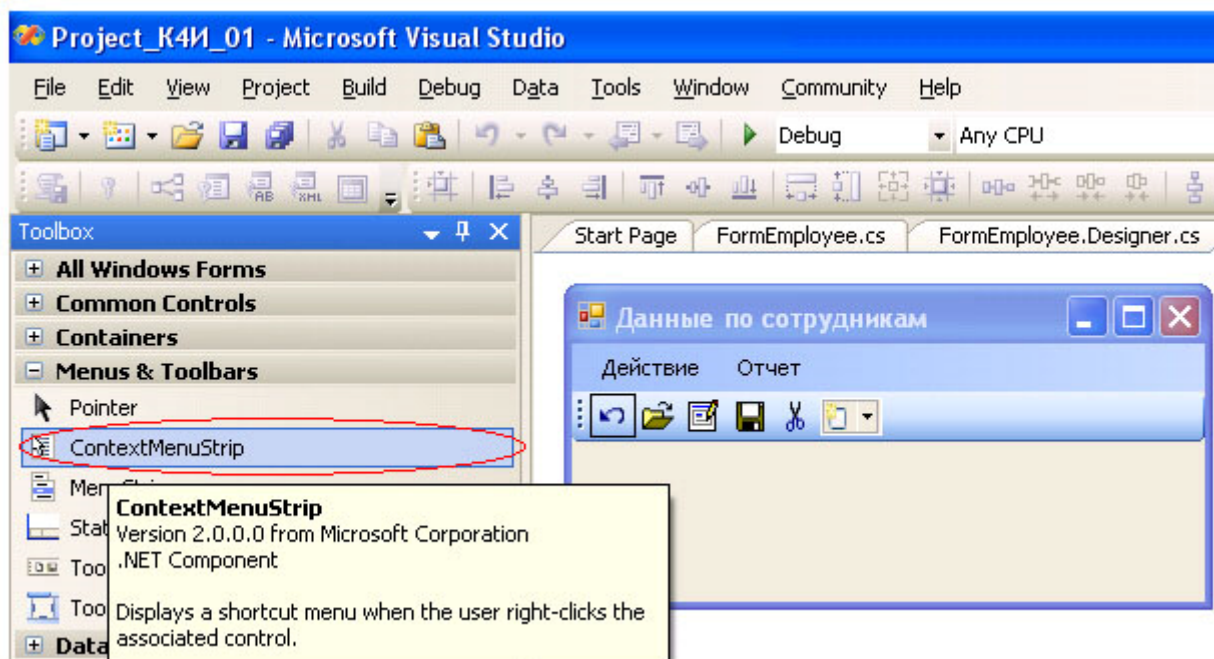 Project_К4И_01 - Microsoft Visual Studio
File Edit View Project Build Debug Data Tools Window Community Help
Debug Any CPU
Toolbox
Start Page FormEmployee.cs FormEmployee.Designer.cs
All Windows Forms
Common Controls
Containers
Menus & Toolbars
Pointer
ContextMenuStrip
Данные по сотрудникам
Действие Отчет
ContextMenuStrip
Version 2.0.0.0 from Microsoft Corporation
.NET Component
Displays a shortcut menu when the user right-clicks the
associated control.
Data